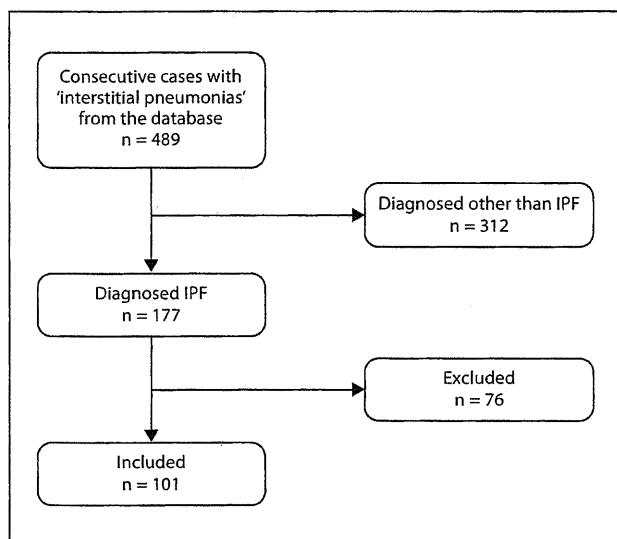 Consecutive cases with
'interstitial pneumonias'
from the database
n = 489
Diagnosed other than IPF
n = 312
Diagnosed IPF
n = 177
Excluded
n = 76
Included
n = 101